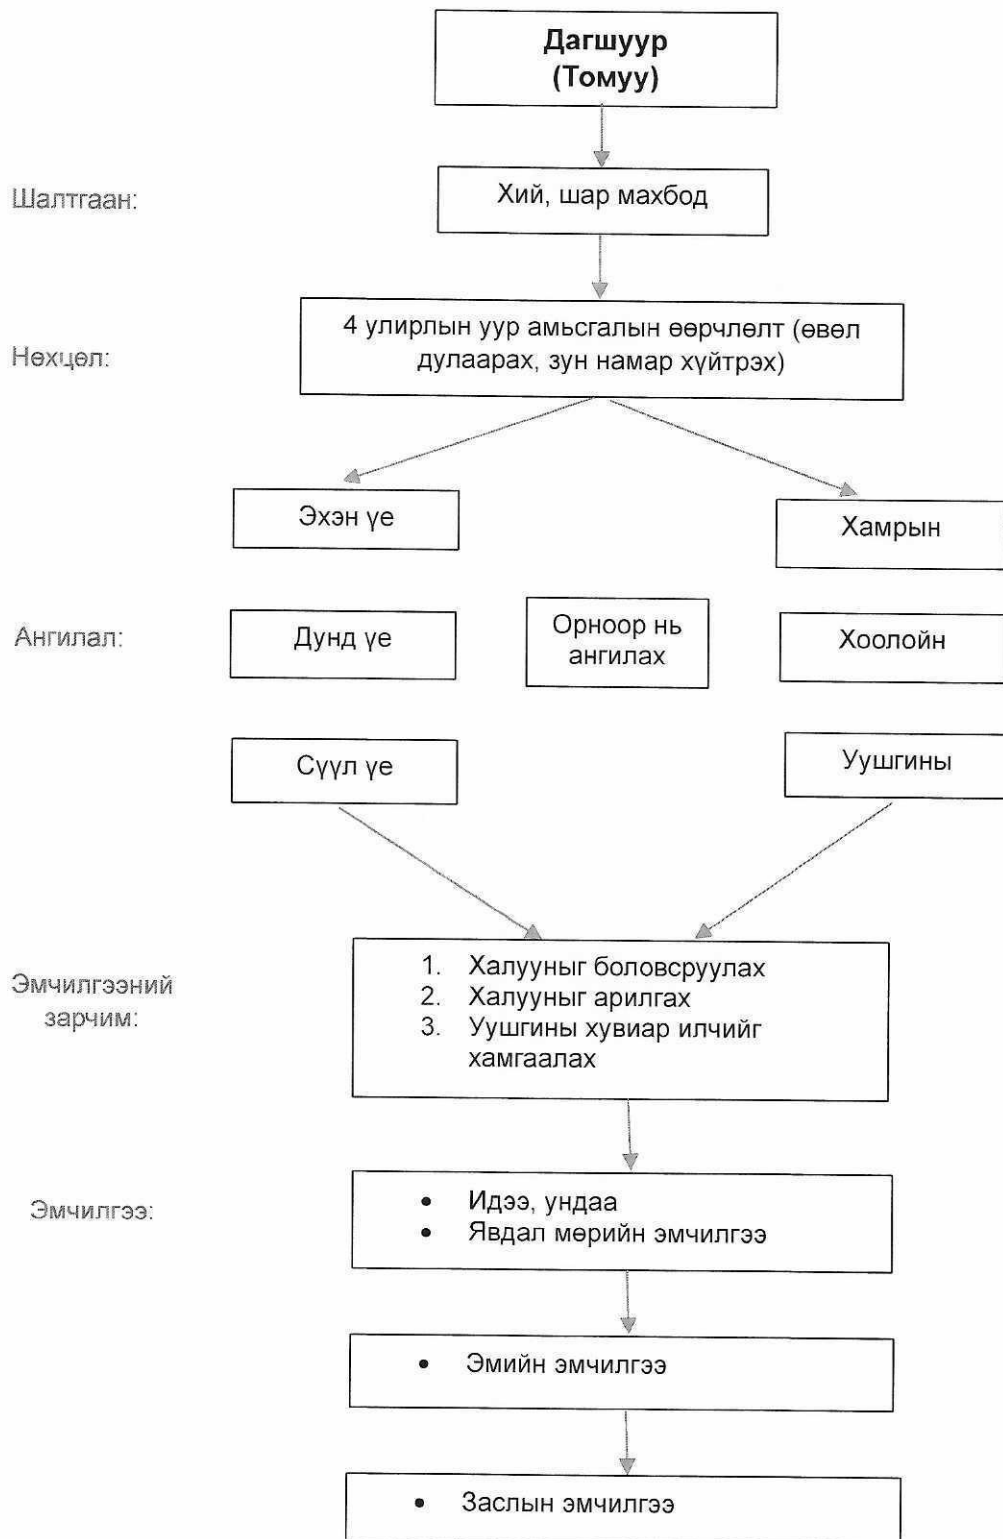 Дагшуур
(Томуу)
Шалтгаан:
Хий, шар махбод
Нөхцөл:
4 улирлын уур амьсгалын өөрчлөлт (өвөл
дулаарах, зун намар хүйтрэх)
Эхэн үе
Хамрын
Ангилал:
Дунд үе
Орноор нь
ангилах
Хоолойн
Сүүл үе
Уушгины
Эмчилгээний
зарчим:
1. Халууныг боловсруулах
2. Халууныг арилгах
3. Уушгины хувиар илчийг
хамгаалах
Эмчилгээ:
• Идээ, ундаа
• Явдал мөрийн эмчилгээ
• Эмийн эмчилгээ
• Заслын эмчилгээ